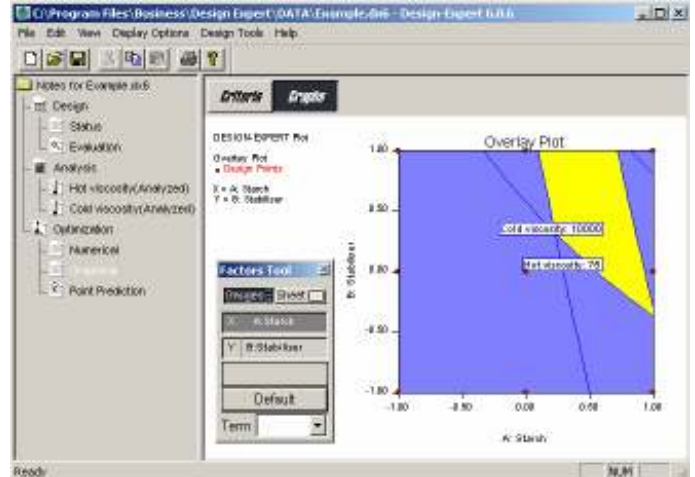 C:\Program Files\Business\Design Expert\DATA\Example.dx6 - Design-Expert 6.0.6
File Edit View Display Options Design Tools Help
Notes for Example.dx6
Design
Status
Evaluation
Analysis
Hot viscosity(Analyzed)
Cold viscosity(Analyzed)
Optimization
Numerical
Graphical
Point Prediction
Criteria Graphs
DESIGN-EXPERT Plot
Overlay Plot
Design Points
X = A: Starch
Y = B: Stabilizer
Factors Tool
Gauges Sheet
X A:Starch
Y B:Stabilizer
Default
Term
Overlay Plot
1.00
0.50
0.00
-0.50
-1.00
B: Stabilizer
Cold viscosity: 10000
Hot viscosity: 75
-1.00 -0.50 0.00 0.50 1.00
A: Starch
Ready
NUM